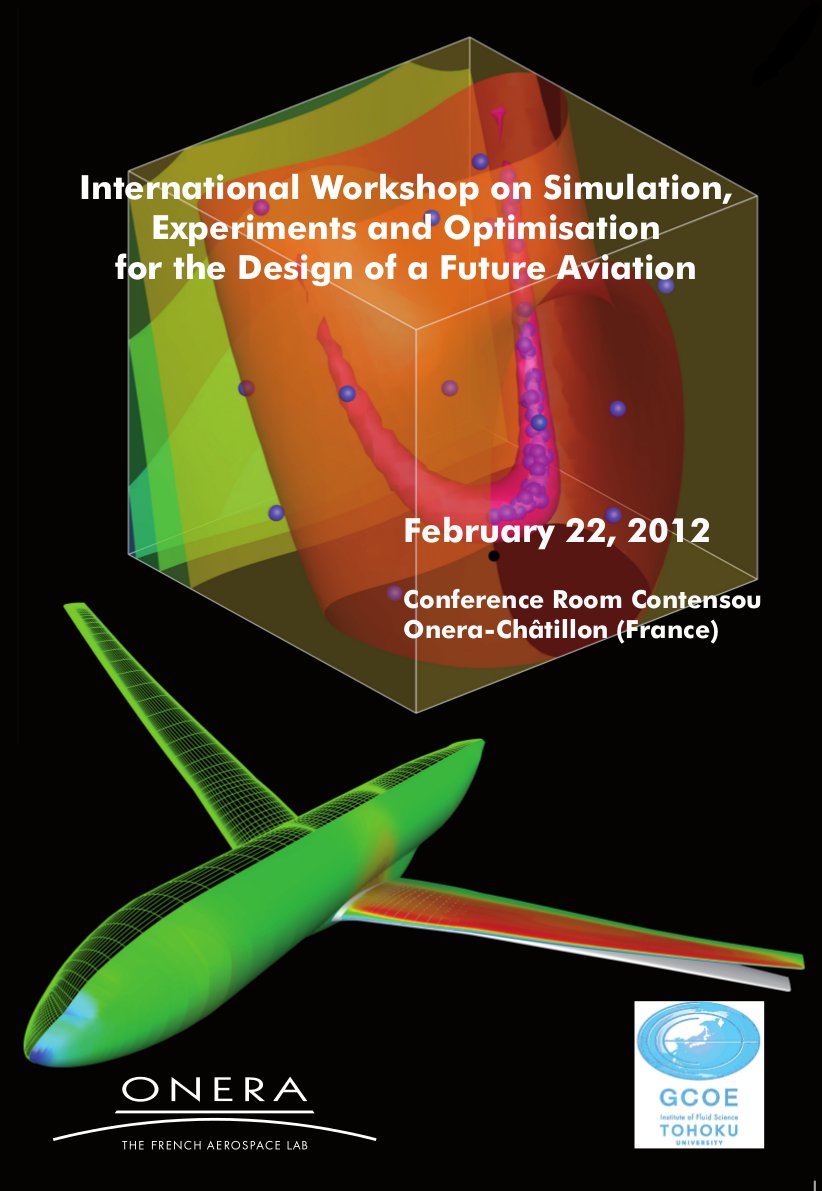 International Workshop on Simulation,
Experiments and Optimisation
for the Design of a Future Aviation
February 22, 2012
Conference Room Contensou
Onera-Châtillon (France)
ONERA
THE FRENCH AEROSPACE LAB
GCOE
Institute of Fluid Science
TOHOKU
UNIVERSITY